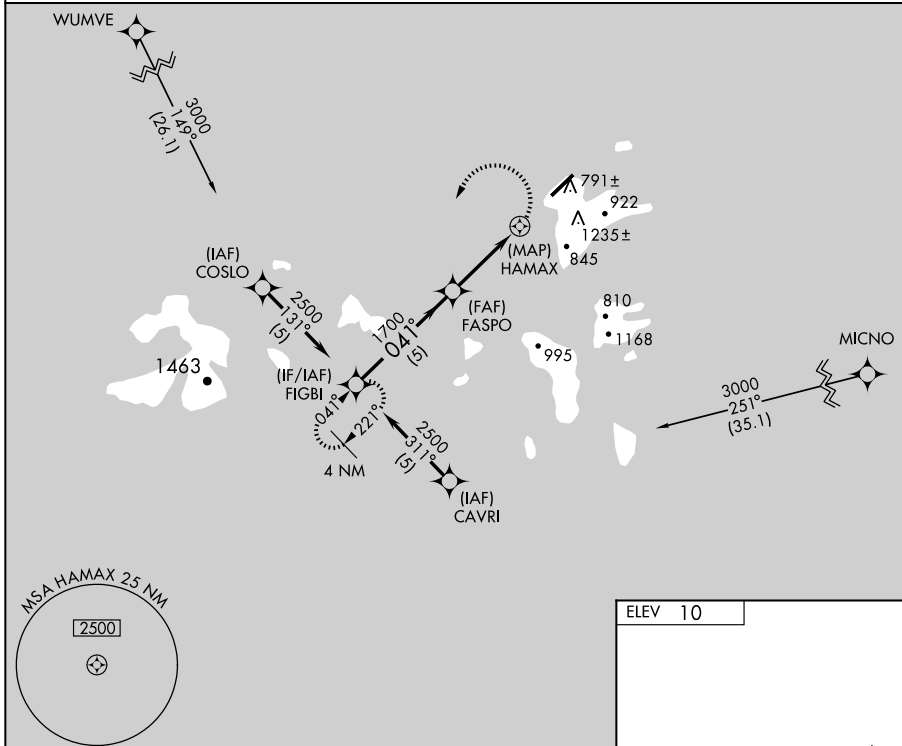 WUMVE
3000
149°
(26.1)
791±
922
1235±
845
(MAP)
HAMAX
(IAF)
COSLO
2500
131°
(5)
(FAF)
FASPO
1700
041°
(5)
810
1168
995
MICNO
3000
251°
(35.1)
1463
(IF/IAF)
FIGBI
041°
221°
4 NM
2500
311°
(5)
(IAF)
CAVRI
MSA HAMAX 25 NM
2500
ELEV 10